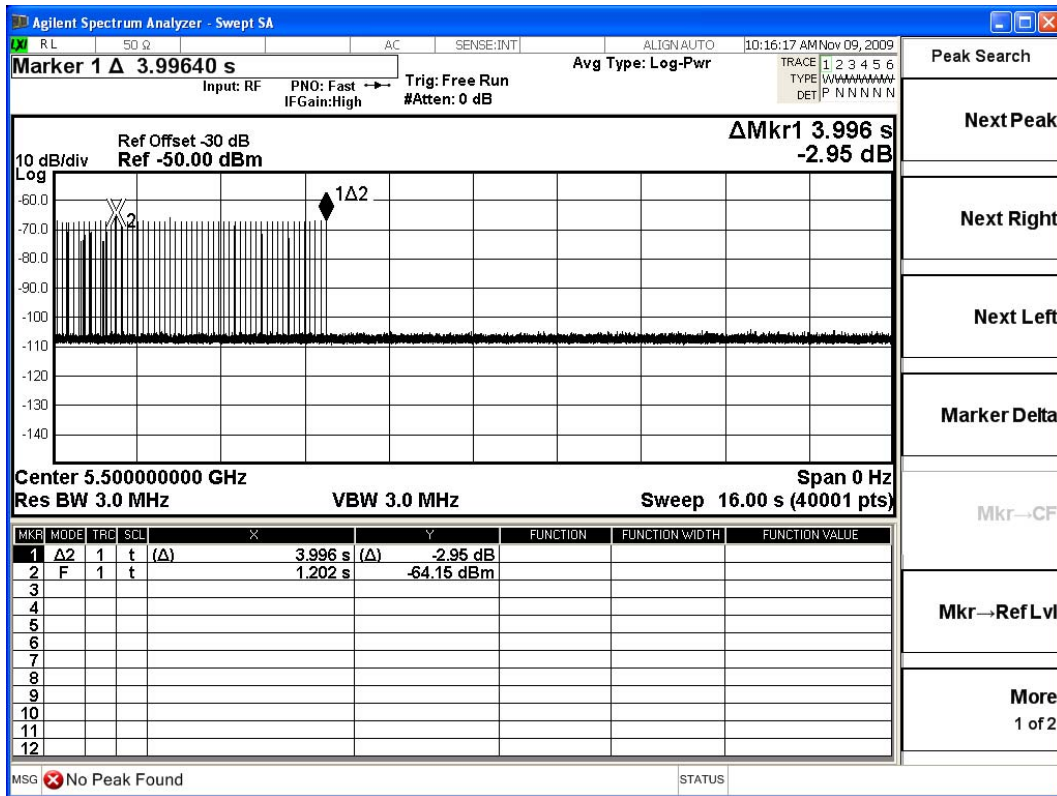 Agilent Spectrum Analyzer - Swept SA
LXI RL 50 Ω AC SENSE:INT ALIGN AUTO 10:16:17 AM Nov 09, 2009
Marker 1 Δ 3.99640 s
Input: RF PNO: Fast Trig: Free Run Avg Type: Log-Pwr TRACE 1 2 3 4 5 6
IFGain:High #Atten: 0 dB TYPE WWWWWW
DET P N N N N N
Ref Offset -30 dB ΔMkr1 3.996 s
10 dB/div Ref -50.00 dBm -2.95 dB
Log
-60.0
-70.0
-80.0
-90.0
-100
-110
-120
-130
-140
2
1Δ2
Center 5.500000000 GHz Span 0 Hz
Res BW 3.0 MHz VBW 3.0 MHz Sweep 16.00 s (40001 pts)
MKR MODE TRC SCL X Y FUNCTION FUNCTION WIDTH FUNCTION VALUE
1 Δ2 1 t (Δ) 3.996 s (Δ) -2.95 dB
2 F 1 t 1.202 s -64.15 dBm
3
4
5
6
7
8
9
10
11
12
MSG No Peak Found STATUS
Peak Search
Next Peak
Next Right
Next Left
Marker Delta
Mkr→CF
Mkr→Ref Lvl
More
1 of 2